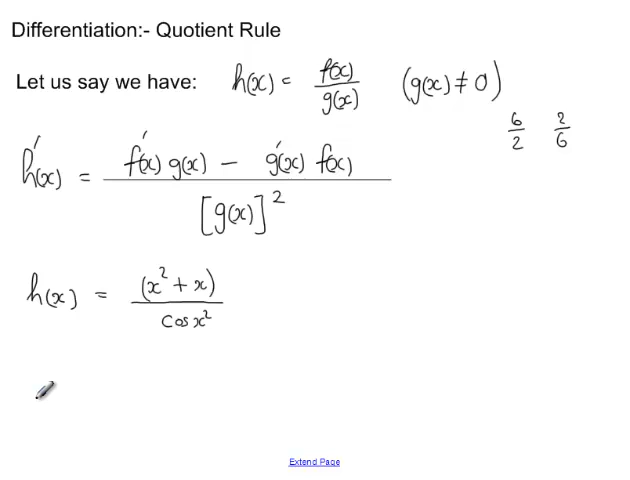 Differentiation:- Quotient Rule
Let us say we have: h(x) = f(x)/g(x) (g(x) ≠ 0)
6/2 2/6
h'(x) = f'(x) g(x) − g'(x) f(x) / [g(x)]²
h(x) = (x² + x) / cos x²
Extend Page